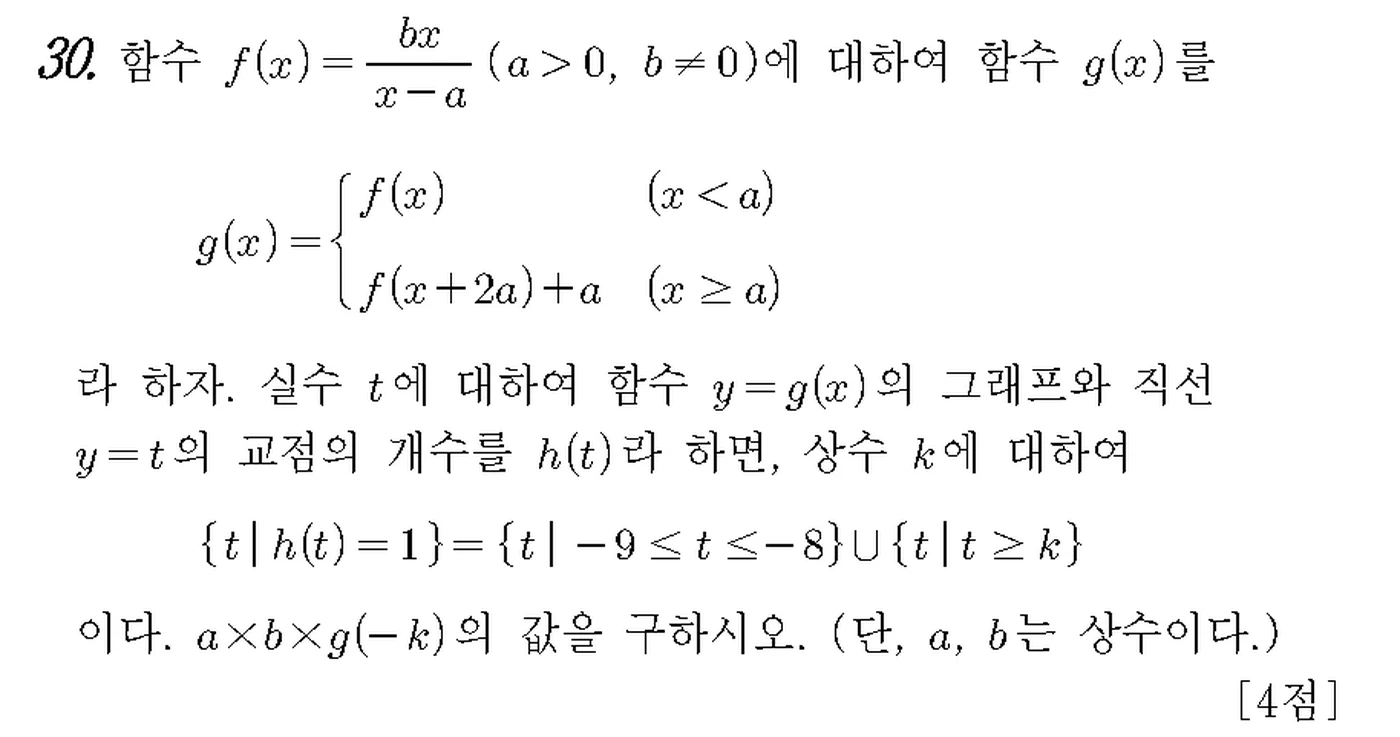 30. 함수 f(x) = bx/(x-a) (a > 0, b ≠ 0)에 대하여 함수 g(x)를
g(x) = { f(x) (x < a)
f(x+2a)+a (x ≥ a)
라 하자. 실수 t에 대하여 함수 y=g(x)의 그래프와 직선
y=t의 교점의 개수를 h(t)라 하면, 상수 k에 대하여
{t | h(t)=1} = {t | -9 ≤ t ≤ -8} ∪ {t | t ≥ k}
이다. a×b×g(-k)의 값을 구하시오. (단, a, b는 상수이다.)
[4점]